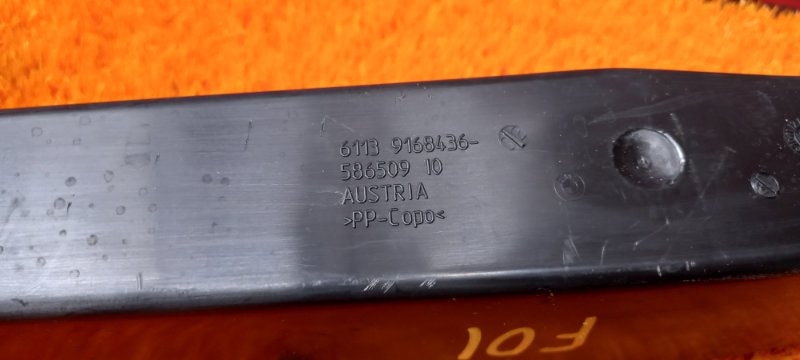 6113 9168436-
586509 10
AUSTRIA
>PP-Copo<
F01